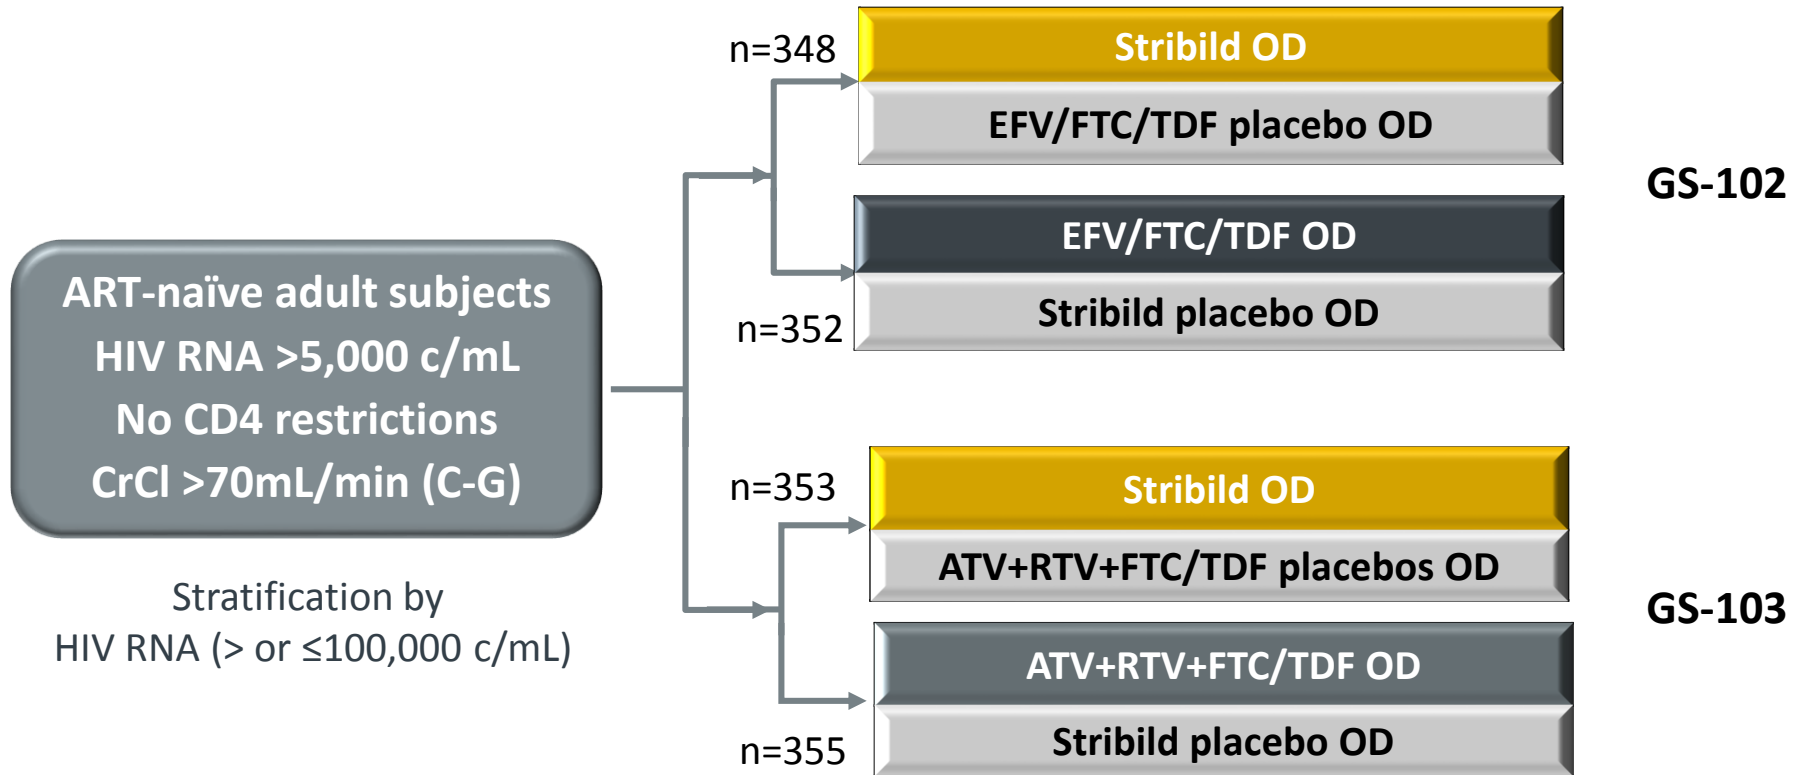 n=348
Stribild OD
EFV/FTC/TDF placebo OD
GS-102
EFV/FTC/TDF OD
Stribild placebo OD
n=352
ART-naïve adult subjects
HIV RNA >5,000 c/mL
No CD4 restrictions
CrCl >70mL/min (C-G)
Stratification by
HIV RNA (> or ≤100,000 c/mL)
n=353
Stribild OD
ATV+RTV+FTC/TDF placebos OD
GS-103
ATV+RTV+FTC/TDF OD
Stribild placebo OD
n=355